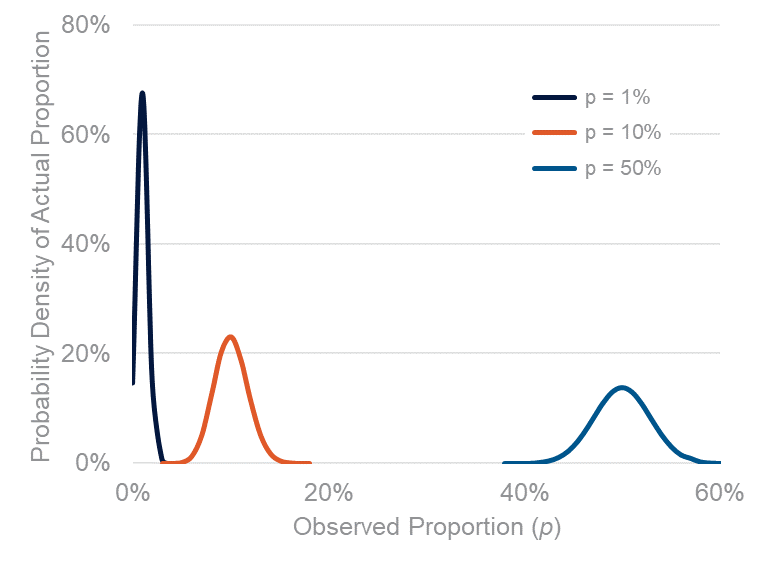 Probability Density of Actual Proportion
80%
60%
40%
20%
0%
p = 1%
p = 10%
p = 50%
0%
20%
40%
60%
Observed Proportion (p)